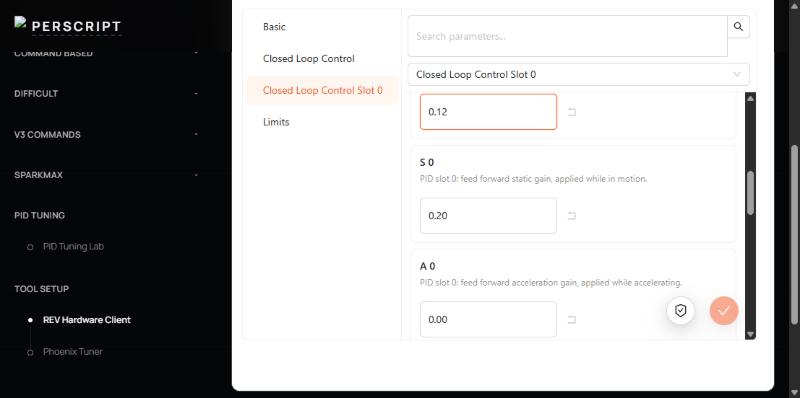 PERSCRIPT
COMMAND BASED
DIFFICULT -
V3 COMMANDS -
SPARKMAX -
PID TUNING
PID Tuning Lab
TOOL SETUP
REV Hardware Client
Phoenix Tuner
Basic
Closed Loop Control
Closed Loop Control Slot 0
Limits
Search parameters...
Closed Loop Control Slot 0
0.12
S 0
PID slot 0: feed forward static gain, applied while in motion.
0.20
A 0
PID slot 0: feed forward acceleration gain, applied while accelerating.
0.00